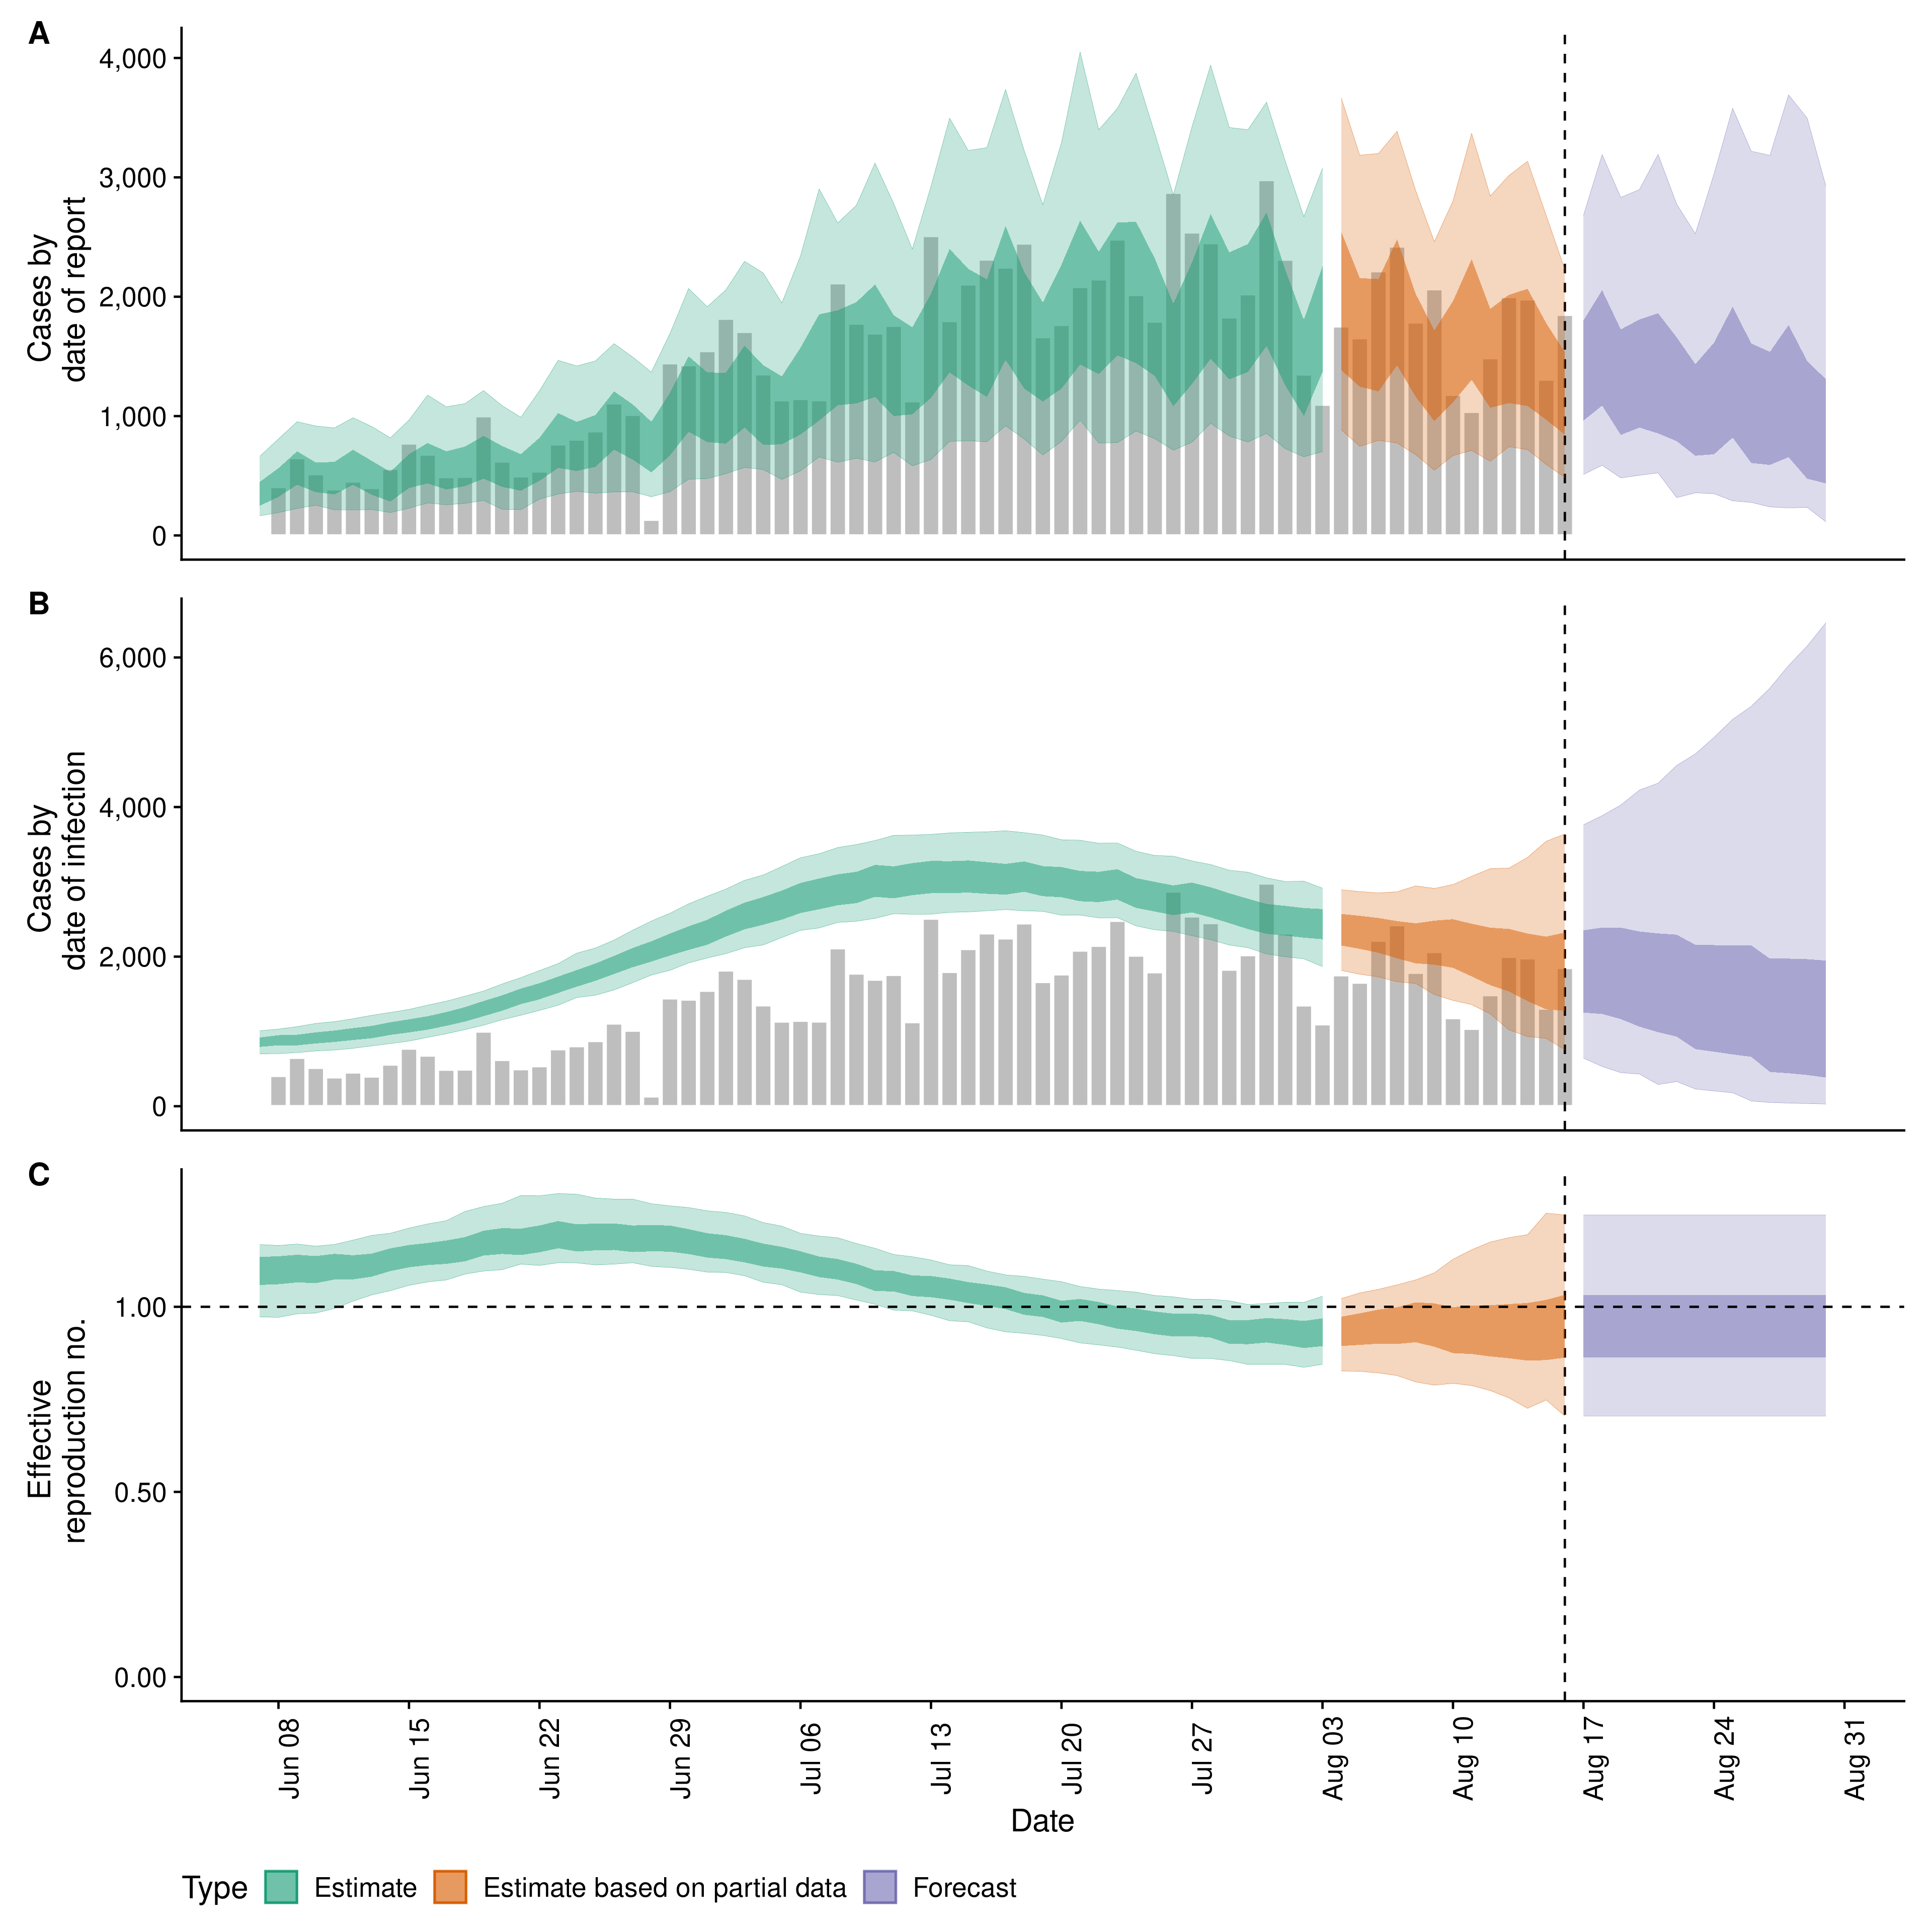 A
Cases by
date of report
4,000
3,000
2,000
1,000
0
B
Cases by
date of infection
6,000
4,000
2,000
0
C
Effective
reproduction no.
1.00
0.50
0.00
Jun 08
Jun 15
Jun 22
Jun 29
Jul 06
Jul 13
Jul 20
Jul 27
Aug 03
Aug 10
Aug 17
Aug 24
Aug 31
Date
Type Estimate Estimate based on partial data Forecast